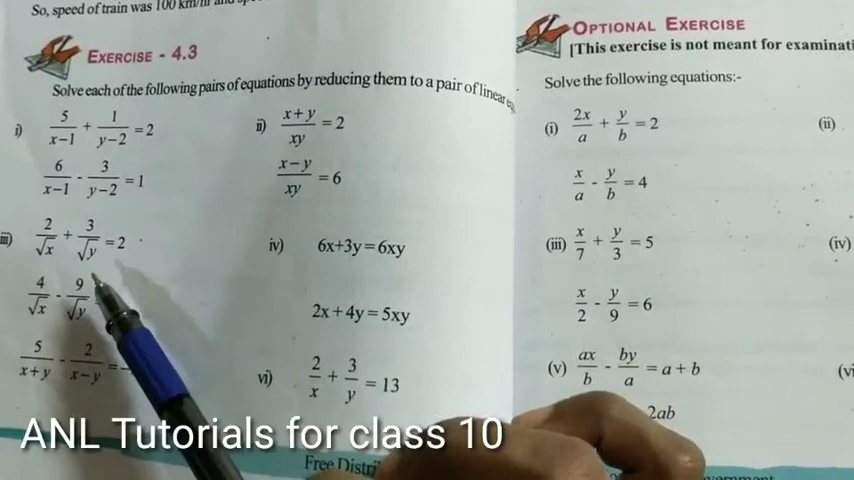 So, speed of train was 100 km/hr and
EXERCISE - 4.3
Solve each of the following pairs of equations by reducing them to a pair of linear
i) 5/(x−1) + 1/(y−2) = 2
6/(x−1) - 3/(y−2) = 1
ii) (x+y)/xy = 2
(x−y)/xy = 6
iii) 2/√x + 3/√y = 2
4/√x - 9/√y
iv) 6x+3y=6xy
2x+4y=5xy
5/(x+y) - 2/(x−y) =
vi) 2/x + 3/y = 13
OPTIONAL EXERCISE
[This exercise is not meant for
Solve the following equations:-
(i) 2x/a + y/b = 2
x/a - y/b = 4
(ii)
(iii) x/7 + y/3 = 5
x/2 - y/9 = 6
(iv)
(v) ax/b - by/a = a + b
2ab
ANL Tutorials for class 10
Free